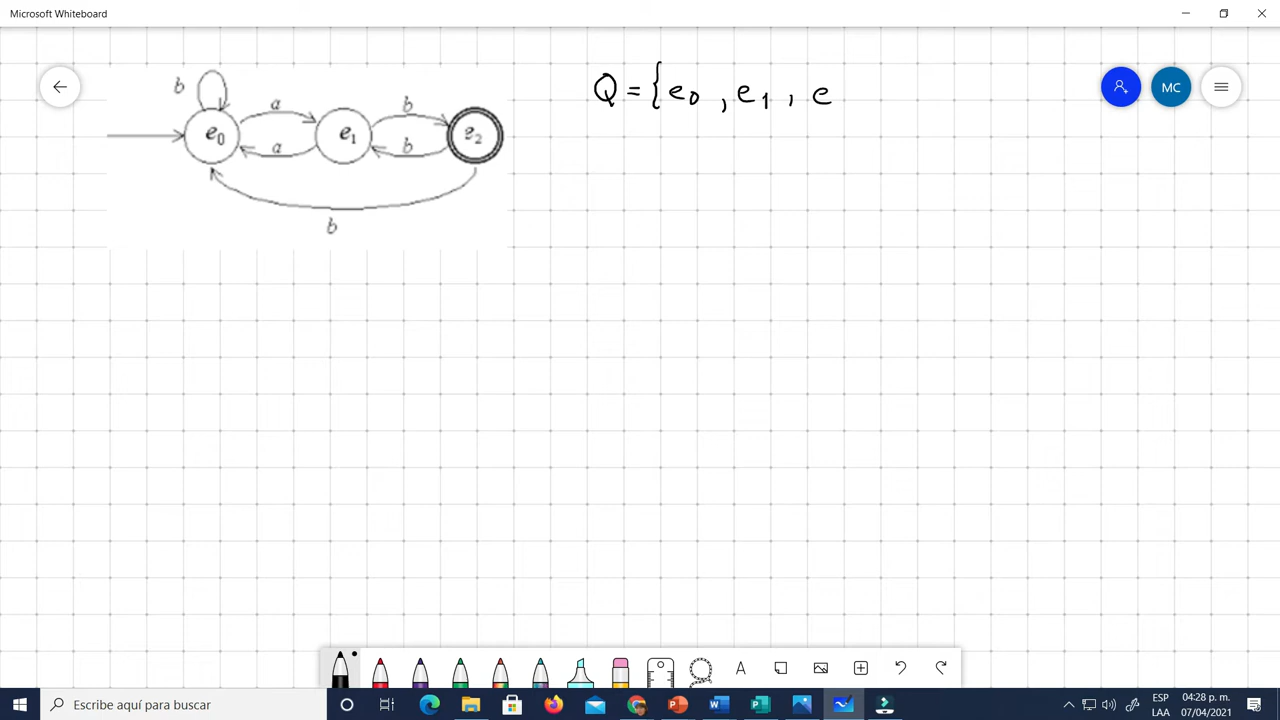 Microsoft Whiteboard
Q = { e0 , e1 , e
MC
b
a
b
e0
e1
e2
a
b
b
A
Escribe aquí para buscar
ESP
LAA
04:28 p. m.
07/04/2021